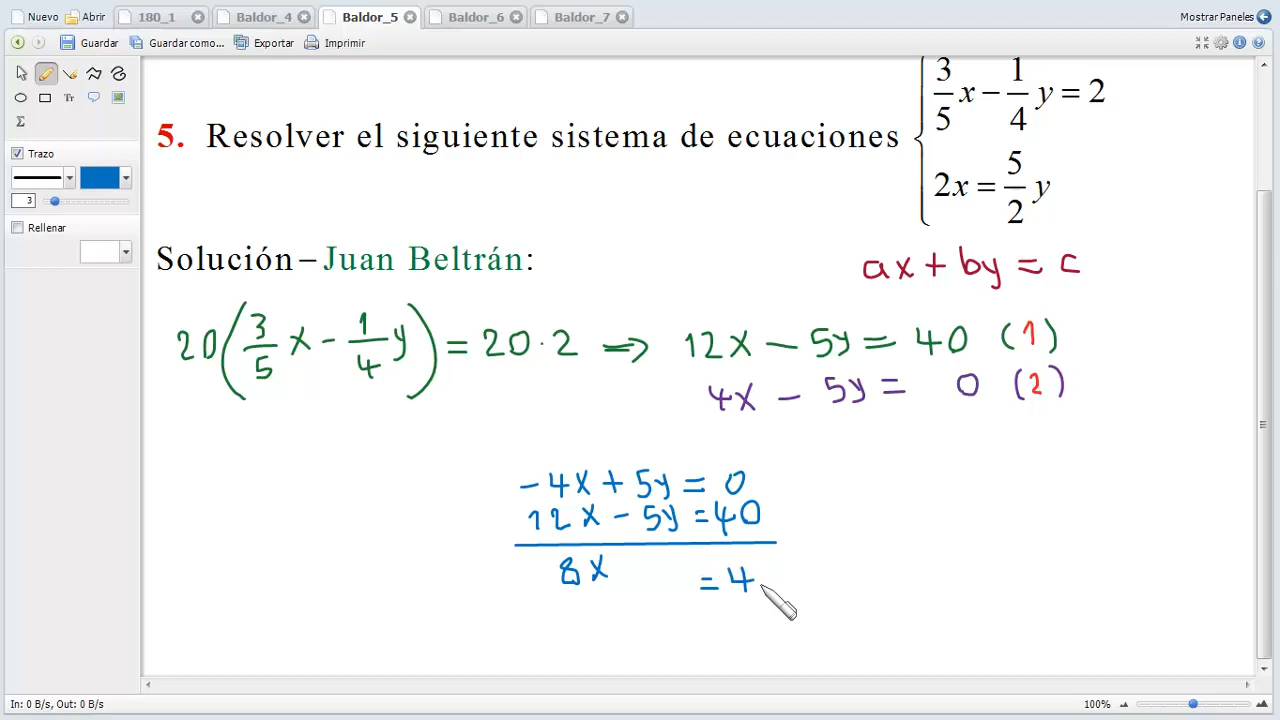 Nuevo Abrir 180_1 Baldor_4 Baldor_5 Baldor_6 Baldor_7 Mostrar Paneles
Guardar Guardar como... Exportar Imprimir
Tr
Σ
Trazo
3
Rellenar
3/5 x − 1/4 y = 2
5. Resolver el siguiente sistema de ecuaciones
2x = 5/2 y
Solución – Juan Beltrán:
ax + by = c
20(3/5 x − 1/4 y) = 20·2 ⇒ 12x − 5y = 40 (1)
4x − 5y = 0 (2)
−4x + 5y = 0
12x − 5y = 40
8x = 4
In: 0 B/s, Out: 0 B/s 100%